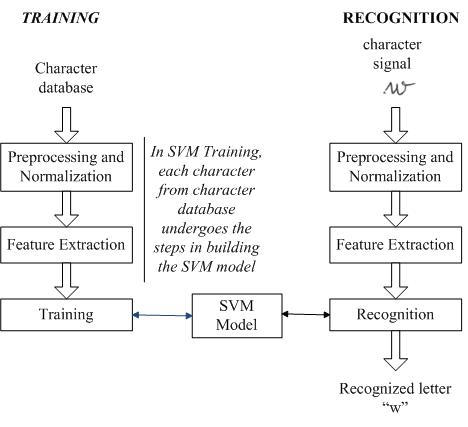 TRAINING
Character
database
Preprocessing and
Normalization
Feature Extraction
Training
In SVM Training,
each character
from character
database
undergoes the
steps in building
the SVM model
SVM
Model
RECOGNITION
character
signal
w
Preprocessing and
Normalization
Feature Extraction
Recognition
Recognized letter
“w”